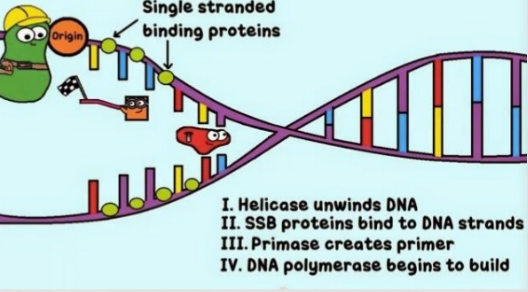 Single stranded
binding proteins
Origin
I. Helicase unwinds DNA
II. SSB proteins bind to DNA strands
III. Primase creates primer
IV. DNA polymerase begins to build